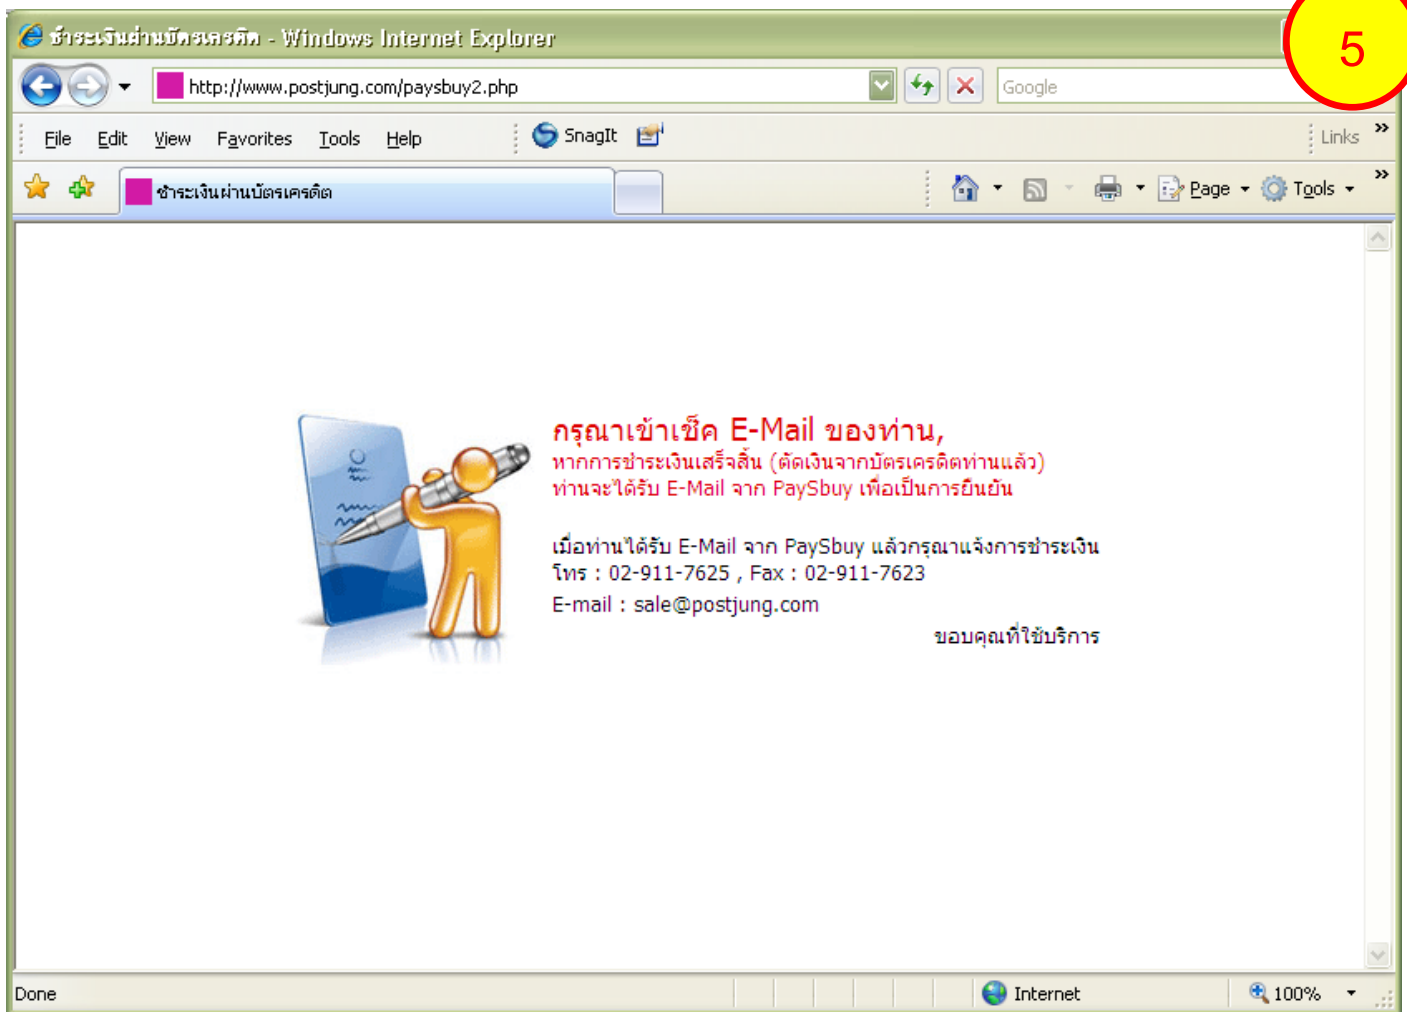 ชำระเงินผ่านบัตรเครดิต - Windows Internet Explorer
5
http://www.postjung.com/paysbuy2.php
Google
File Edit View Favorites Tools Help
SnagIt
Links
ชำระเงินผ่านบัตรเครดิต
Page
Tools
กรุณาเข้าเช็ค E-Mail ของท่าน,
หากการชำระเงินเสร็จสิ้น (ตัดเงินจากบัตรเครดิตท่านแล้ว)
ท่านจะได้รับ E-Mail จาก PaySbuy เพื่อเป็นการยืนยัน
เมื่อท่านได้รับ E-Mail จาก PaySbuy แล้วกรุณาแจ้งการชำระเงิน
โทร : 02-911-7625 , Fax : 02-911-7623
E-mail : sale@postjung.com
ขอบคุณที่ใช้บริการ
Done
Internet
100%